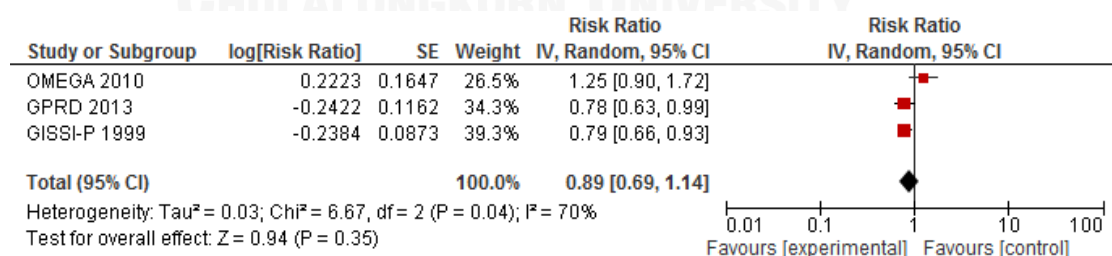 CHULALONGKORN UNIVERSITY
Risk Ratio Risk Ratio
Study or Subgroup log[Risk Ratio] SE Weight IV, Random, 95% CI IV, Random, 95% CI
OMEGA 2010 0.2223 0.1647 26.5% 1.25 [0.90, 1.72]
GPRD 2013 -0.2422 0.1162 34.3% 0.78 [0.63, 0.99]
GISSI-P 1999 -0.2384 0.0873 39.3% 0.79 [0.66, 0.93]
Total (95% CI) 100.0% 0.89 [0.69, 1.14]
Heterogeneity: Tau² = 0.03; Chi² = 6.67, df = 2 (P = 0.04); I² = 70%
Test for overall effect: Z = 0.94 (P = 0.35)
0.01 0.1 1 10 100
Favours [experimental] Favours [control]